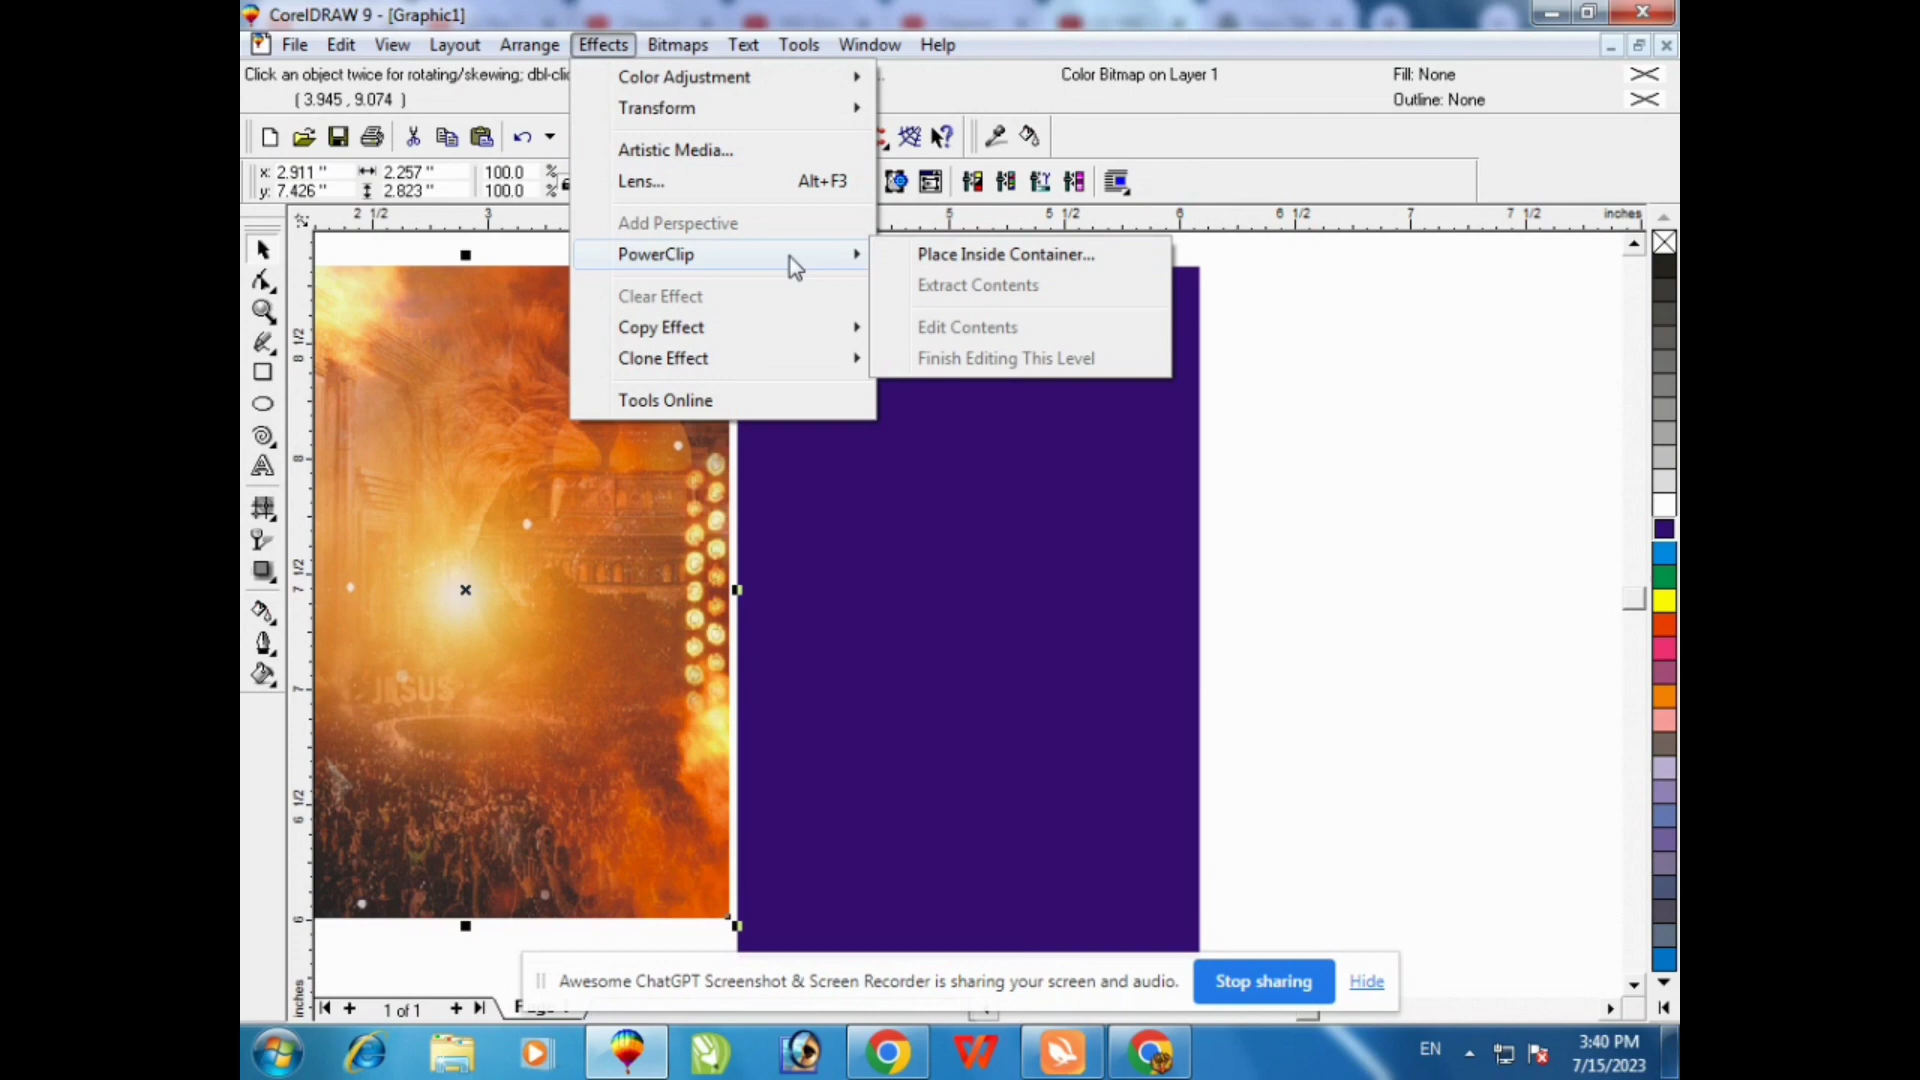 CorelDRAW 9 - [Graphic1]
File Edit View Layout Arrange Effects Bitmaps Text Tools Window Help
Click an object twice for rotating/skewing; dbl-clic
Color Bitmap on Layer 1
Fill: None
( 3.945 , 9.074 )
Outline: None
x: 2.911 " 2.257 " 100.0 %
y: 7.426 " 2.823 " 100.0 %
Color Adjustment
Transform
Artistic Media...
Lens... Alt+F3
Add Perspective
PowerClip
Clear Effect
Copy Effect
Clone Effect
Tools Online
Place Inside Container...
Extract Contents
Edit Contents
Finish Editing This Level
2 1/2 3 5 5 1/2 6 6 1/2 7 7 1/2 inches
8 1/2
8
7 1/2
7
6 1/2
6
inches
JESUS
Awesome ChatGPT Screenshot & Screen Recorder is sharing your screen and audio. Stop sharing Hide
1 of 1
EN
3:40 PM
7/15/2023